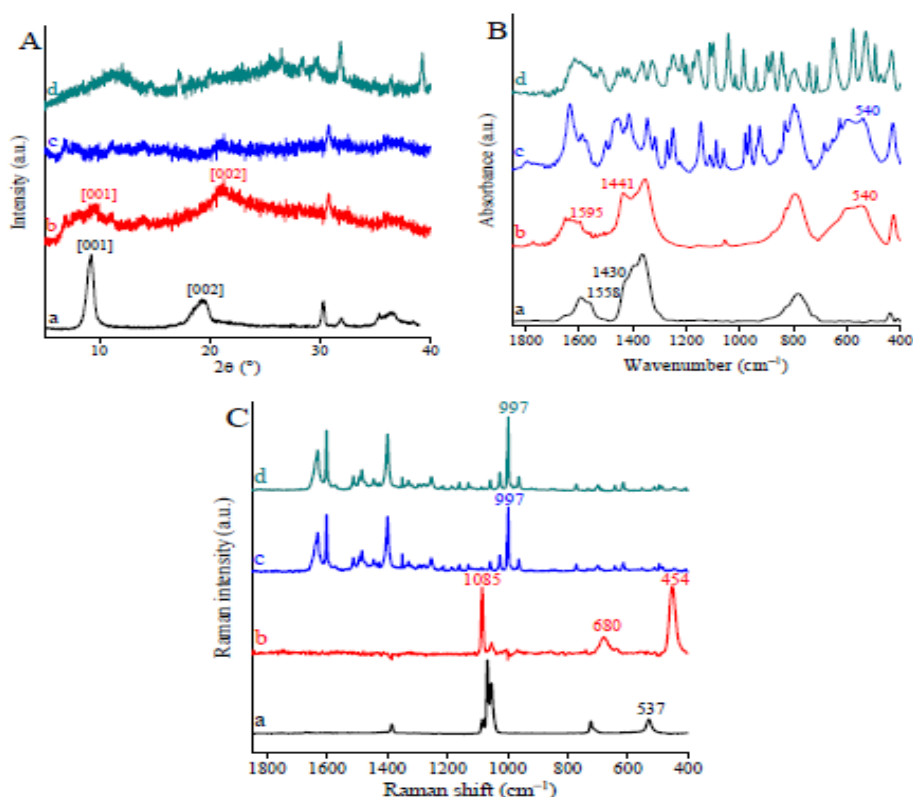 A
Intensity (a.u.)
d
c
b
a
[001]
[002]
[001]
[002]
10
20
30
40
2ɵ (°)
B
Absorbance (a.u.)
d
c
540
b
1595
1441
540
a
1430
1558
1800 1600 1400 1200 1000 800 600 400
Wavenumber (cm⁻¹)
C
Raman intensity (a.u.)
997
d
997
c
1085
454
680
b
537
a
1800 1600 1400 1200 1000 800 600 400
Raman shift (cm⁻¹)